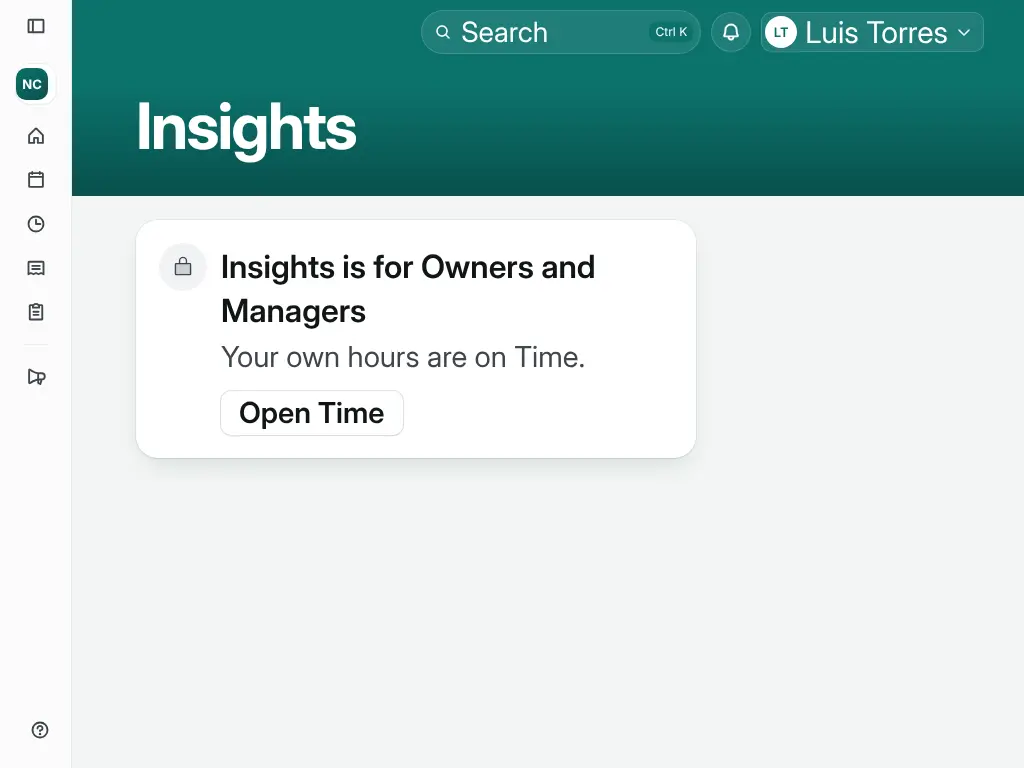 Search
Ctrl K
LT
Luis Torres
NC
Insights
Insights is for Owners and
Managers
Your own hours are on Time.
Open Time